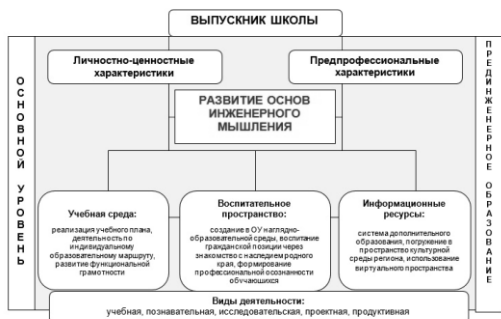 ВЫПУСКНИК ШКОЛЫ
Личностно-ценностные
характеристики
Предпрофессиональные
характеристики
РАЗВИТИЕ ОСНОВ
ИНЖЕНЕРНОГО
МЫШЛЕНИЯ
ОСНОВНОЙ УРОВЕНЬ
ПРЕДИНЖЕНЕРНОЕ ОБРАЗОВАНИЕ
Учебная среда:
реализация учебного плана,
деятельность по
индивидуальному
образовательному маршруту,
развитие функциональной
грамотности
Воспитательное
пространство:
создание в ОУ наглядно-
образовательной среды, воспитание
гражданской позиции через
знакомство с наследием родного
края, формирование
профессиональной осознанности
обучающихся
Информационные
ресурсы:
система дополнительного
образования, погружение в
пространство культурной
среды региона, использование
виртуального пространства
Виды деятельности:
учебная, познавательная, исследовательская, проектная, продуктивная